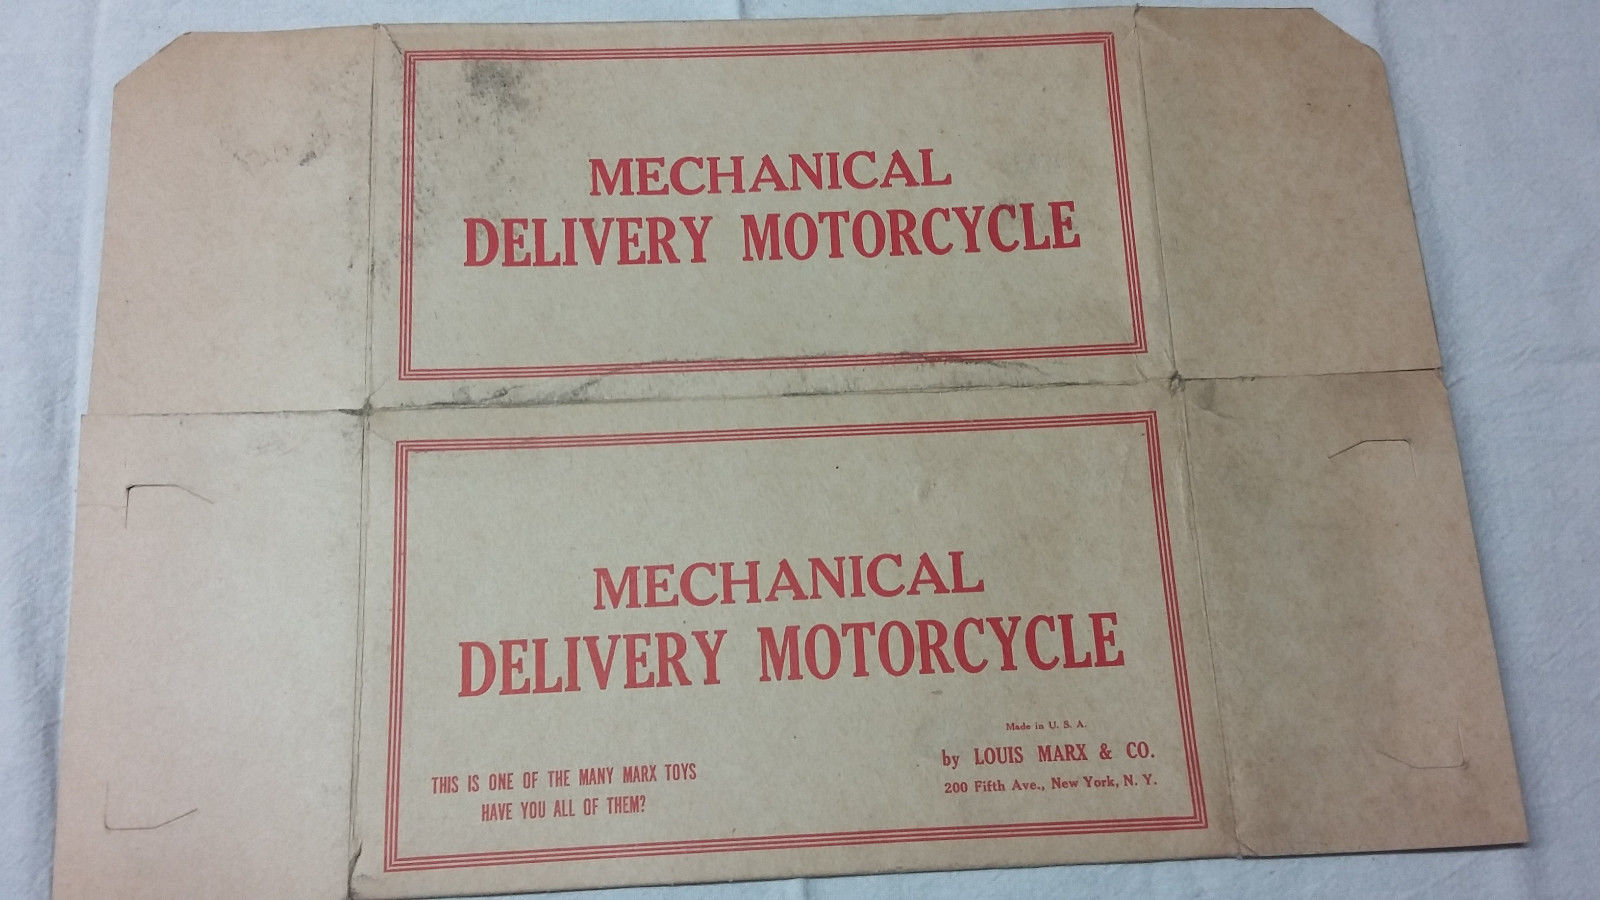 MECHANICAL
DELIVERY MOTORCYCLE
MECHANICAL
DELIVERY MOTORCYCLE
THIS IS ONE OF THE MANY MARX TOYS
HAVE YOU ALL OF THEM?
Made in U. S. A.
by LOUIS MARX & CO.
200 Fifth Ave., New York, N. Y.